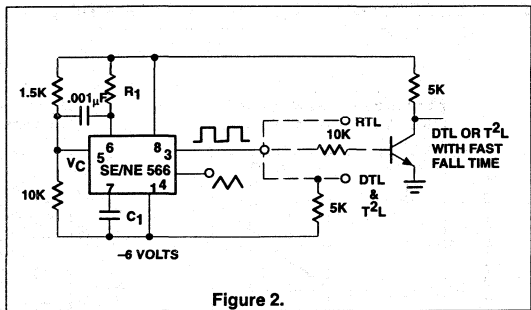 1.5K
.001μF
R1
5K
RTL
10K
DTL OR T²L
WITH FAST
FALL TIME
VC
5
6
8
3
SE/NE 566
7
1
4
10K
C1
DTL
&
T²L
5K
–6 VOLTS
Figure 2.